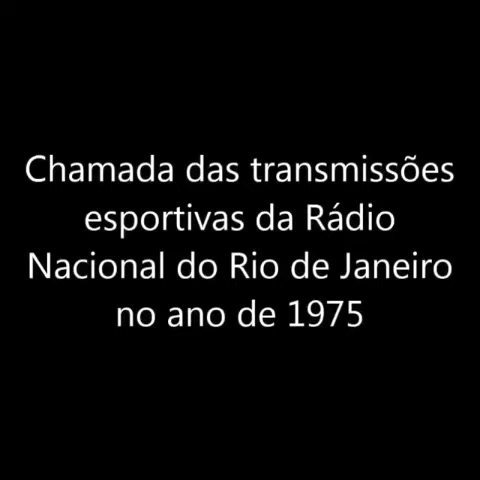 Chamada das transmissões
esportivas da Rádio
Nacional do Rio de Janeiro
no ano de 1975